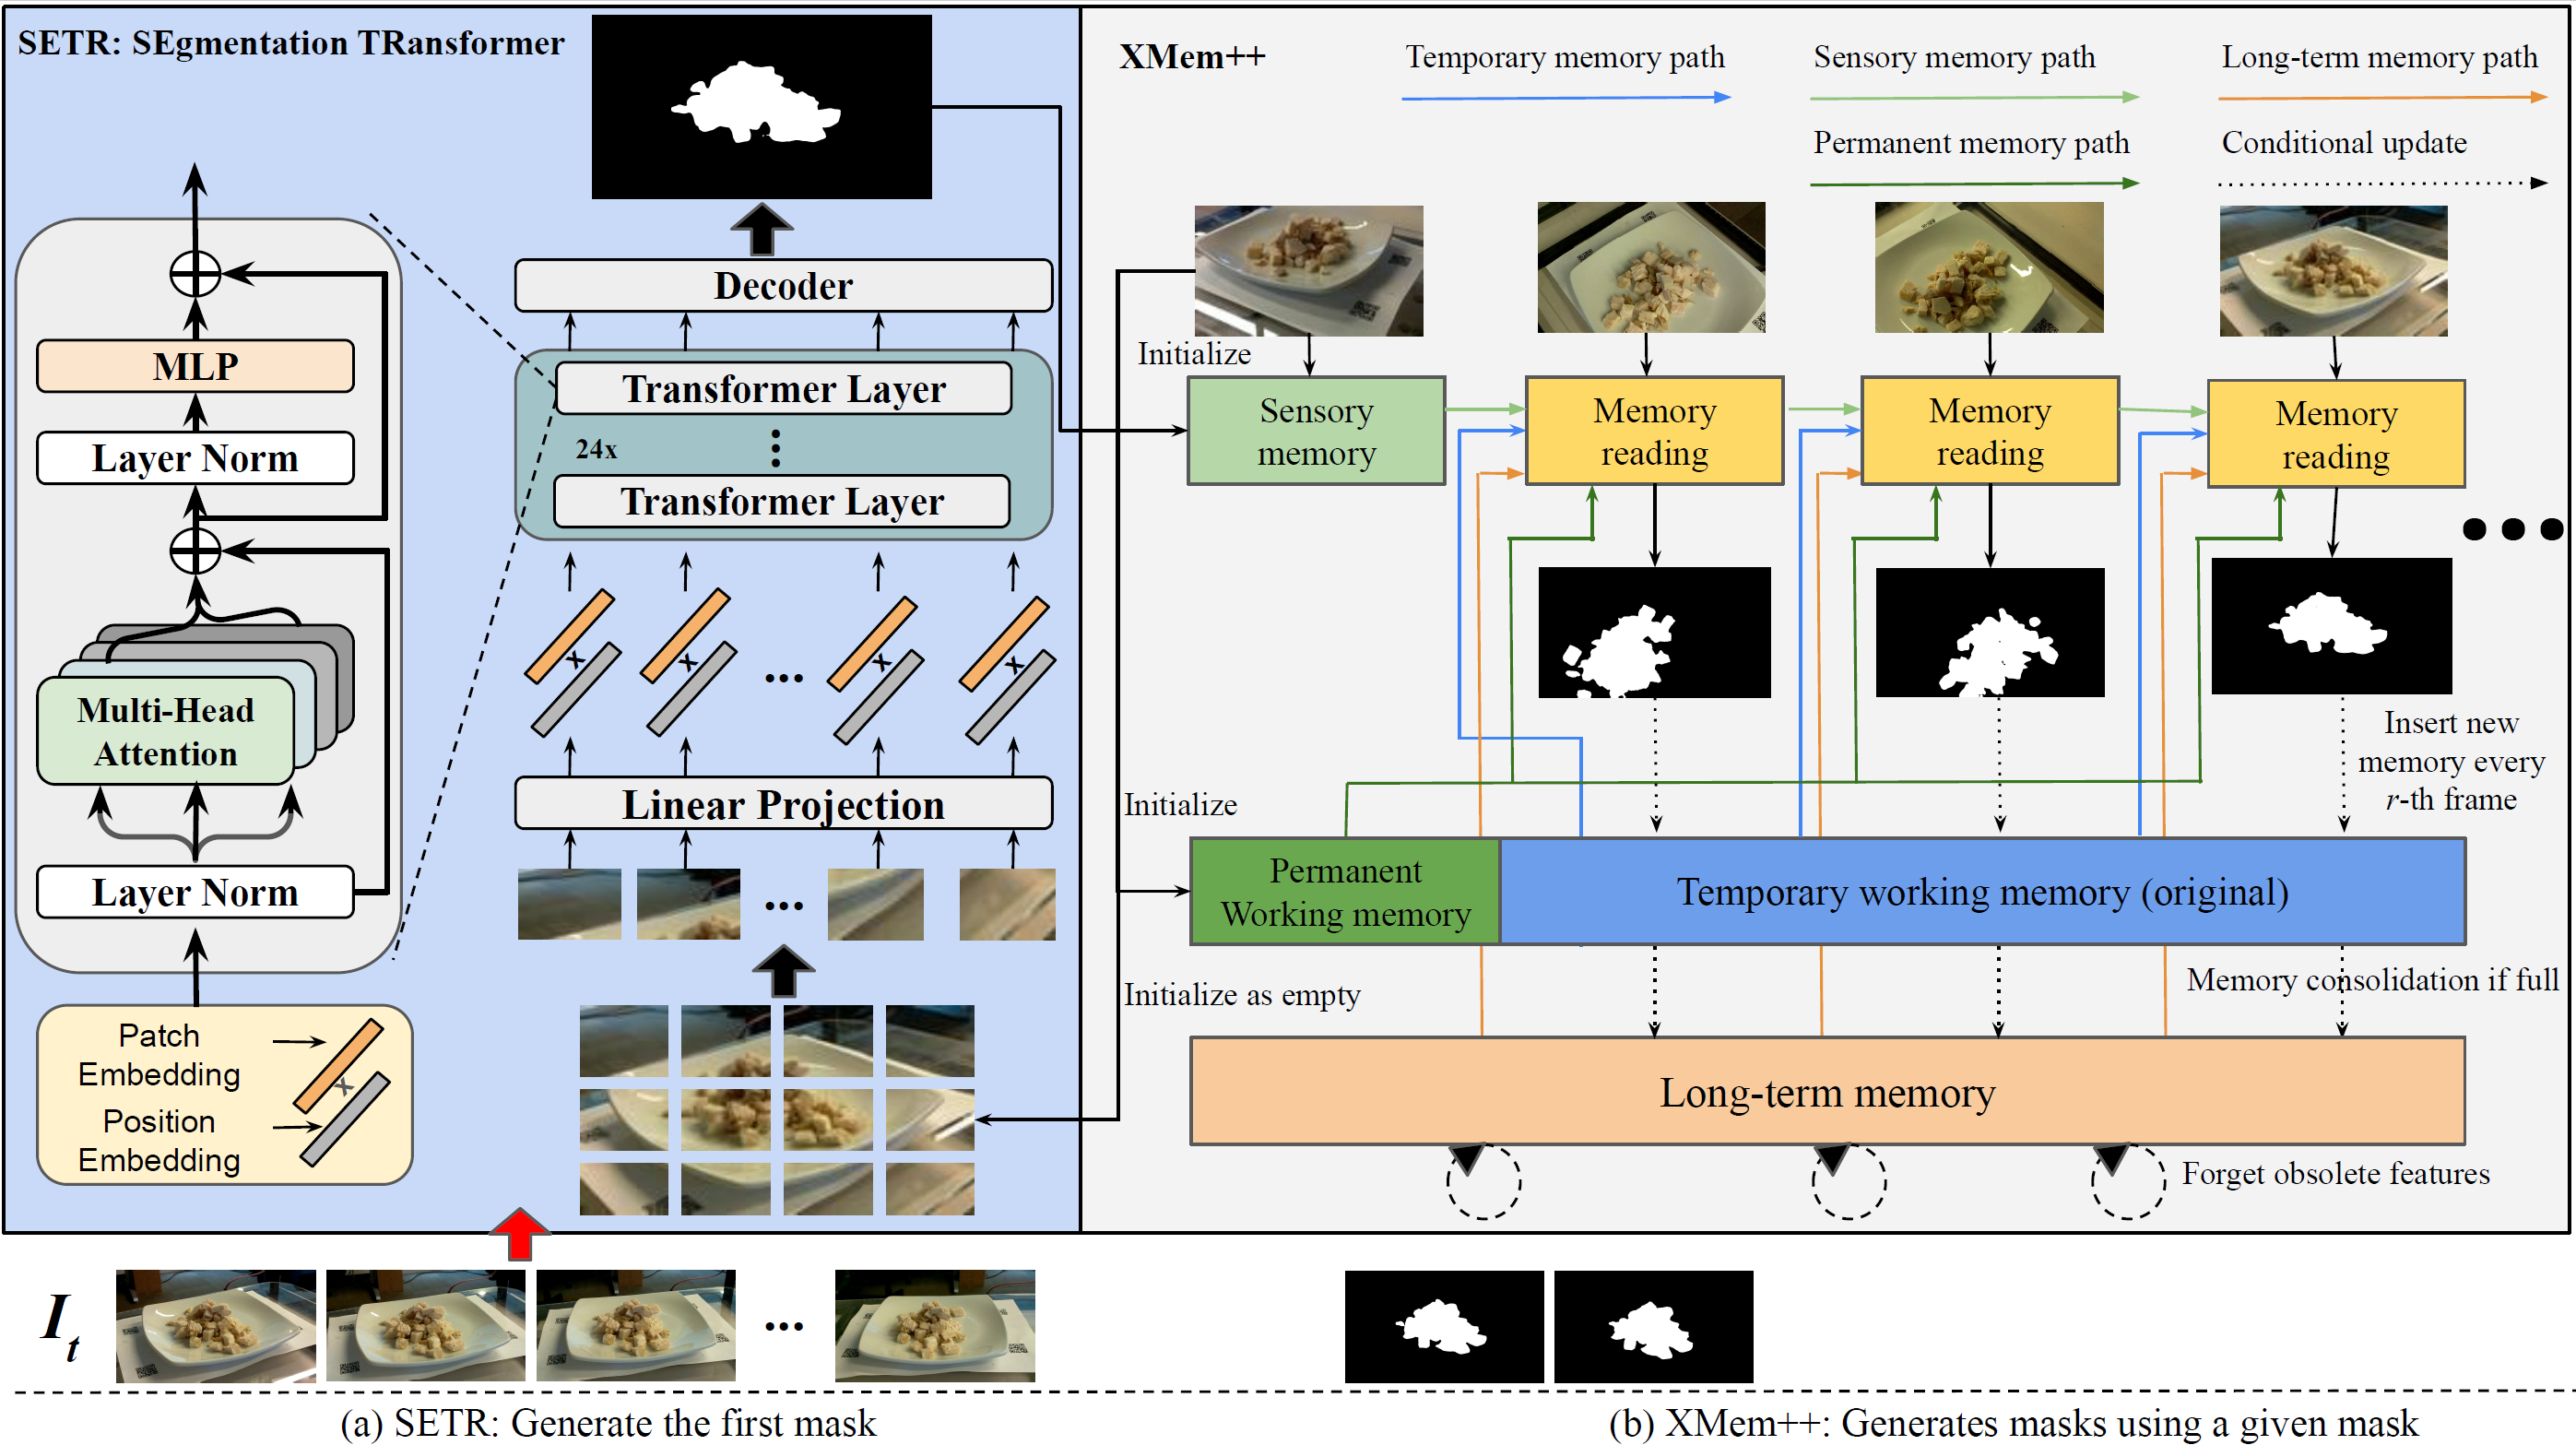 SETR: SEgmentation TRansformer
MLP
Layer Norm
Multi-Head
Attention
Layer Norm
Patch
Embedding
x
Position
Embedding
Decoder
Transformer Layer
24x
Transformer Layer
x
x
...
x
x
Linear Projection
...
XMem++
Temporary memory path
Sensory memory path
Long-term memory path
Permanent memory path
Conditional update
Initialize
Sensory
memory
Memory
reading
Memory
reading
Memory
reading
Insert new
memory every
r-th frame
Initialize
Permanent
Working memory
Temporary working memory (original)
Initialize as empty
Memory consolidation if full
Long-term memory
Forget obsolete features
It
...
(a) SETR: Generate the first mask
(b) XMem++: Generates masks using a given mask